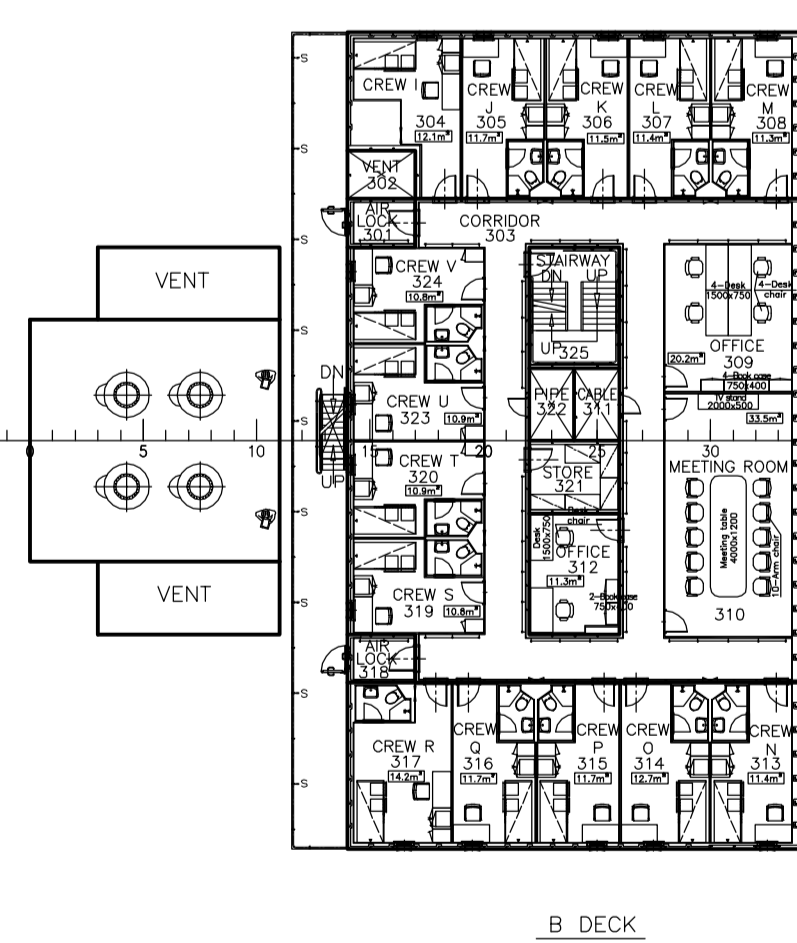 CREW I
304
12.1m²
CREW
J
305
11.7m²
CREW
K
306
11.5m²
CREW
L
307
11.4m²
CREW
M
308
11.3m²
VENT
302
AIR
LOCK
301
CORRIDOR
303
S
S
S
S
S
S
S
S
S
VENT
CREW V
324
10.8m²
STAIRWAY
DN UP
UP
325
4-Desk
1500x750
4-Desk
chair
OFFICE
309
20.2m²
4-Book case
750x400
TV stand
2000x500
33.5m²
DN
UP
CREW U
323
10.9m²
PIPE
322
CABLE
311
0 5 10 15 20 25 30
CREW T
320
10.9m²
STORE
321
MEETING ROOM
Meeting table
4000x1200
10-Arm chair
310
Desk
chair
Desk
1500x750
OFFICE
312
11.3m²
2-Book case
750x400
VENT
CREW S
319
10.8m²
AIR
LOCK
318
CREW R
317
14.2m²
CREW
Q
316
11.7m²
CREW
P
315
11.7m²
CREW
O
314
12.7m²
CREW
N
313
11.4m²
B DECK